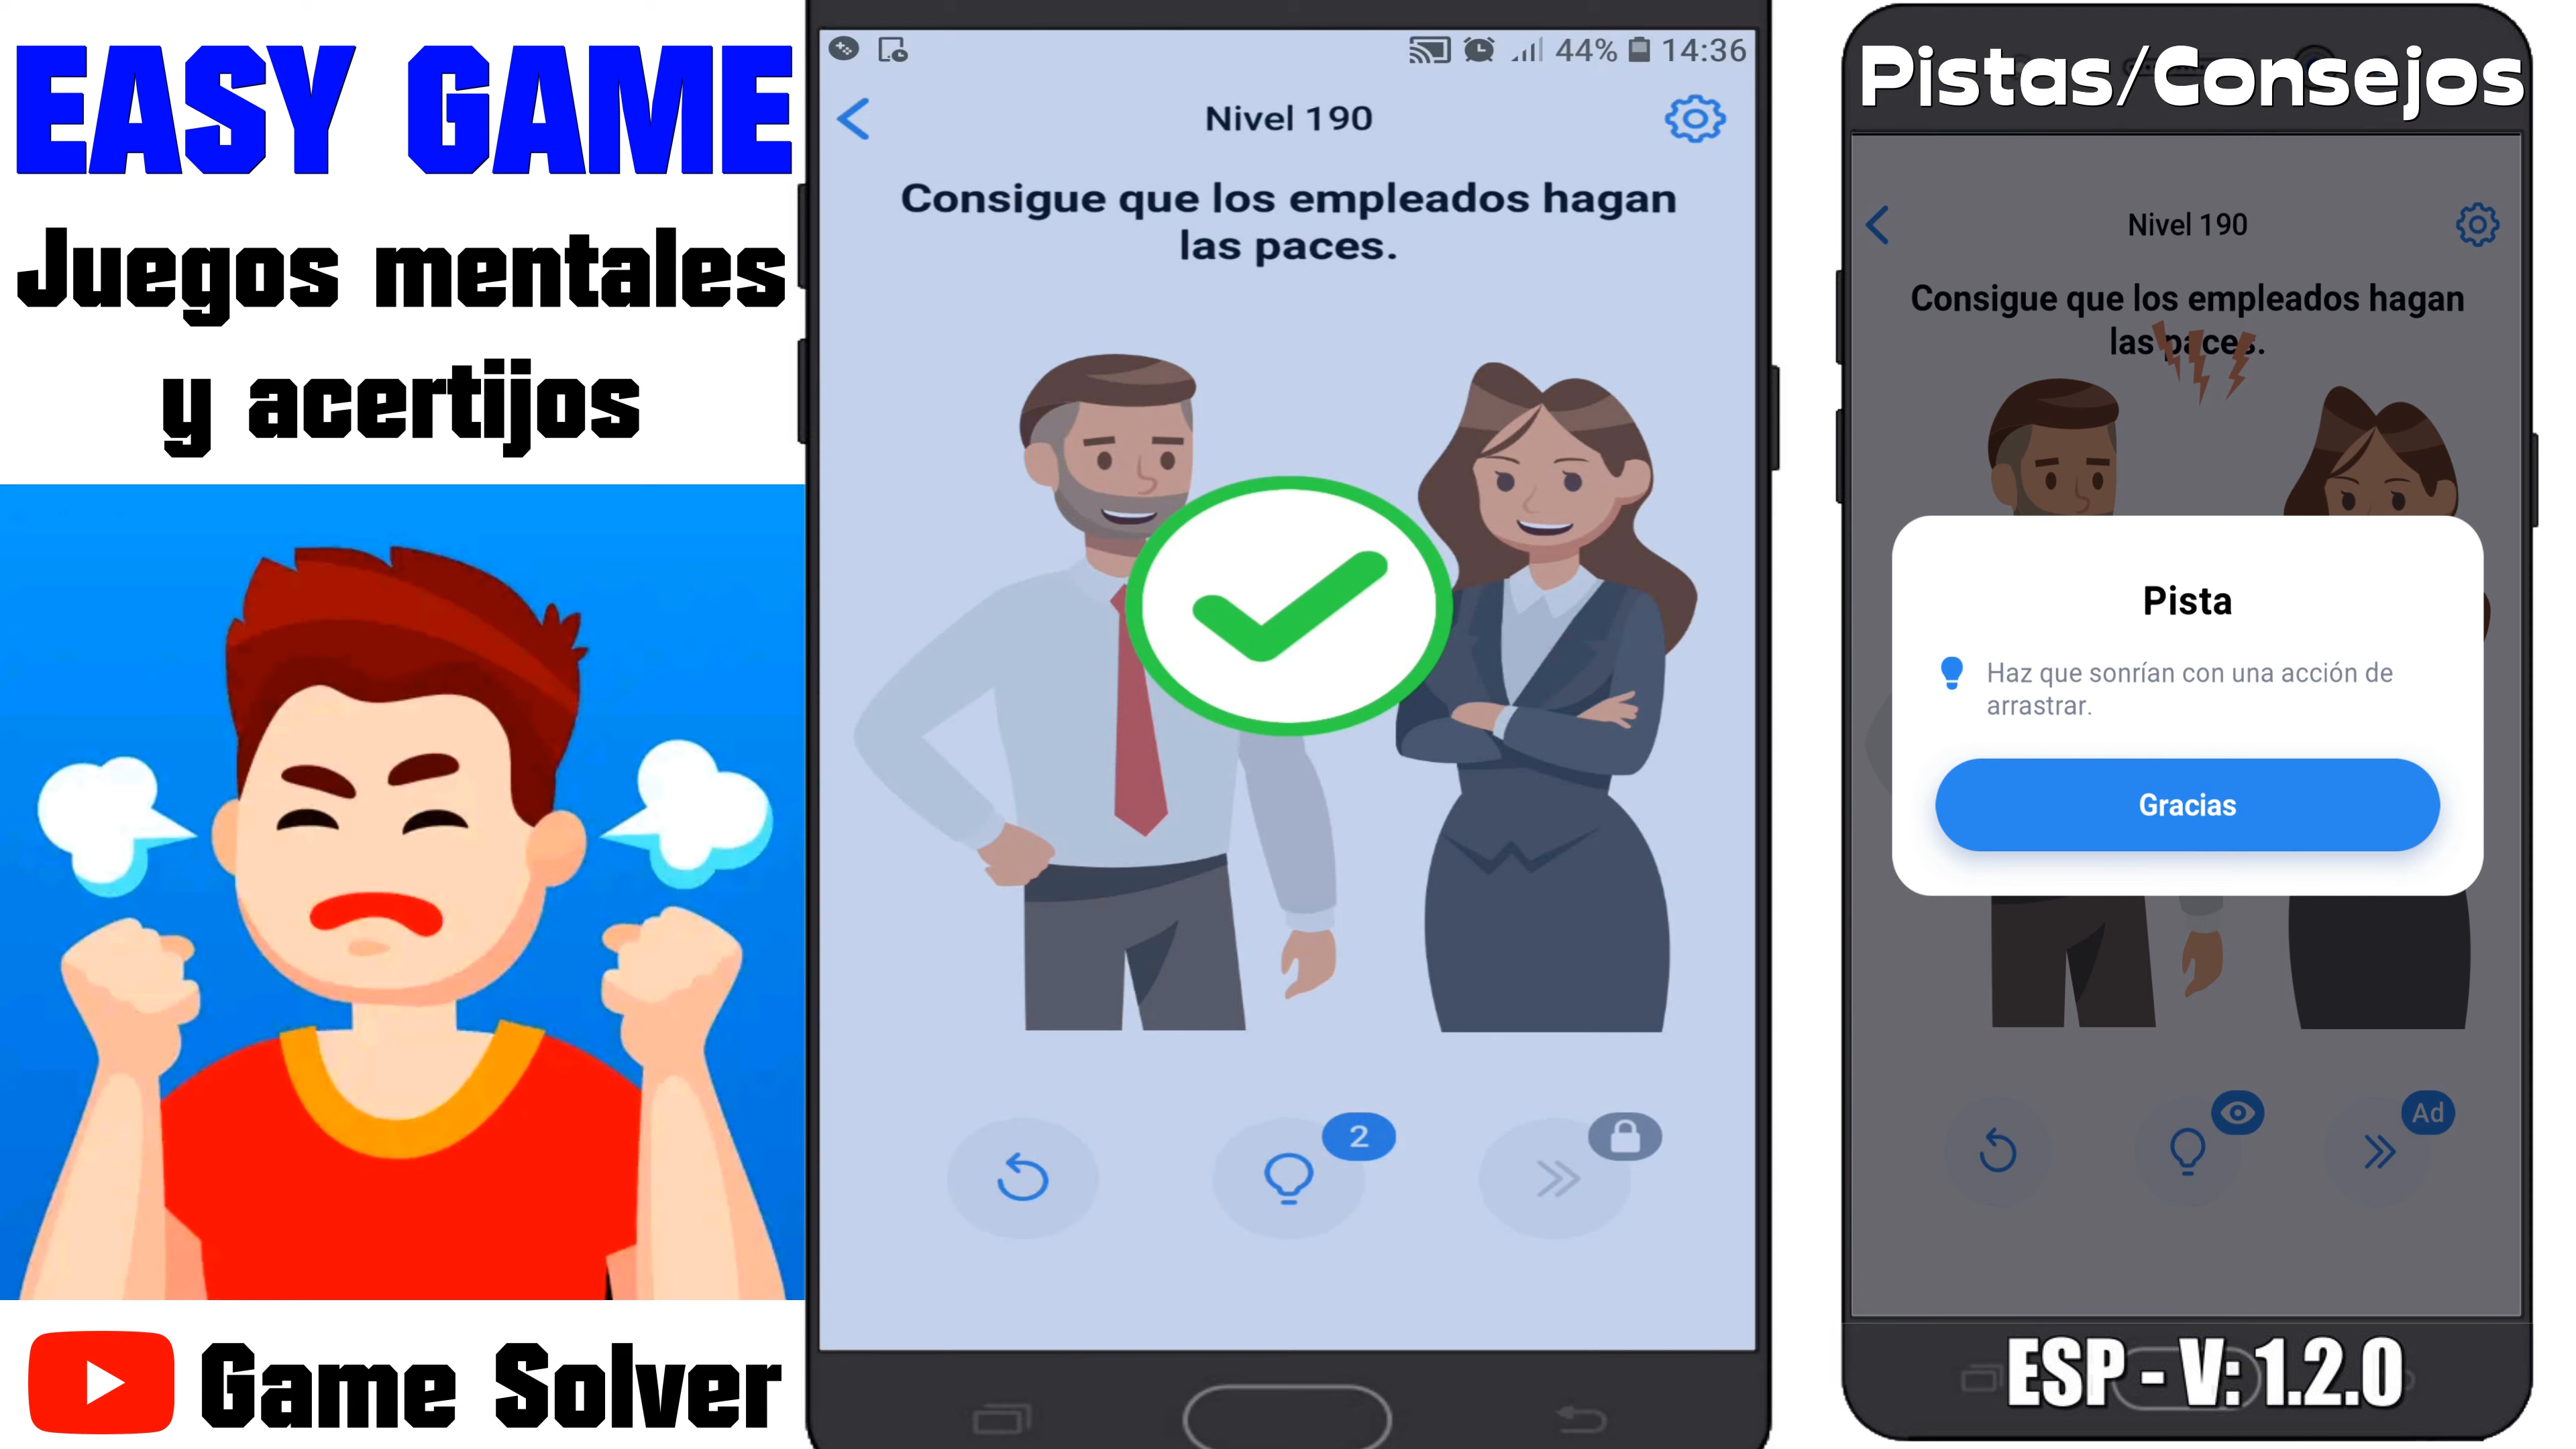 EASY GAME
Juegos mentales
y acertijos
Game Solver
44% 14:36
Nivel 190
Consigue que los empleados hagan
las paces.
2
Pistas/Consejos
Nivel 190
Consigue que los empleados hagan
las paces.
Pista
Haz que sonrían con una acción de
arrastrar.
Gracias
Ad
ESP - V: 1.2.0